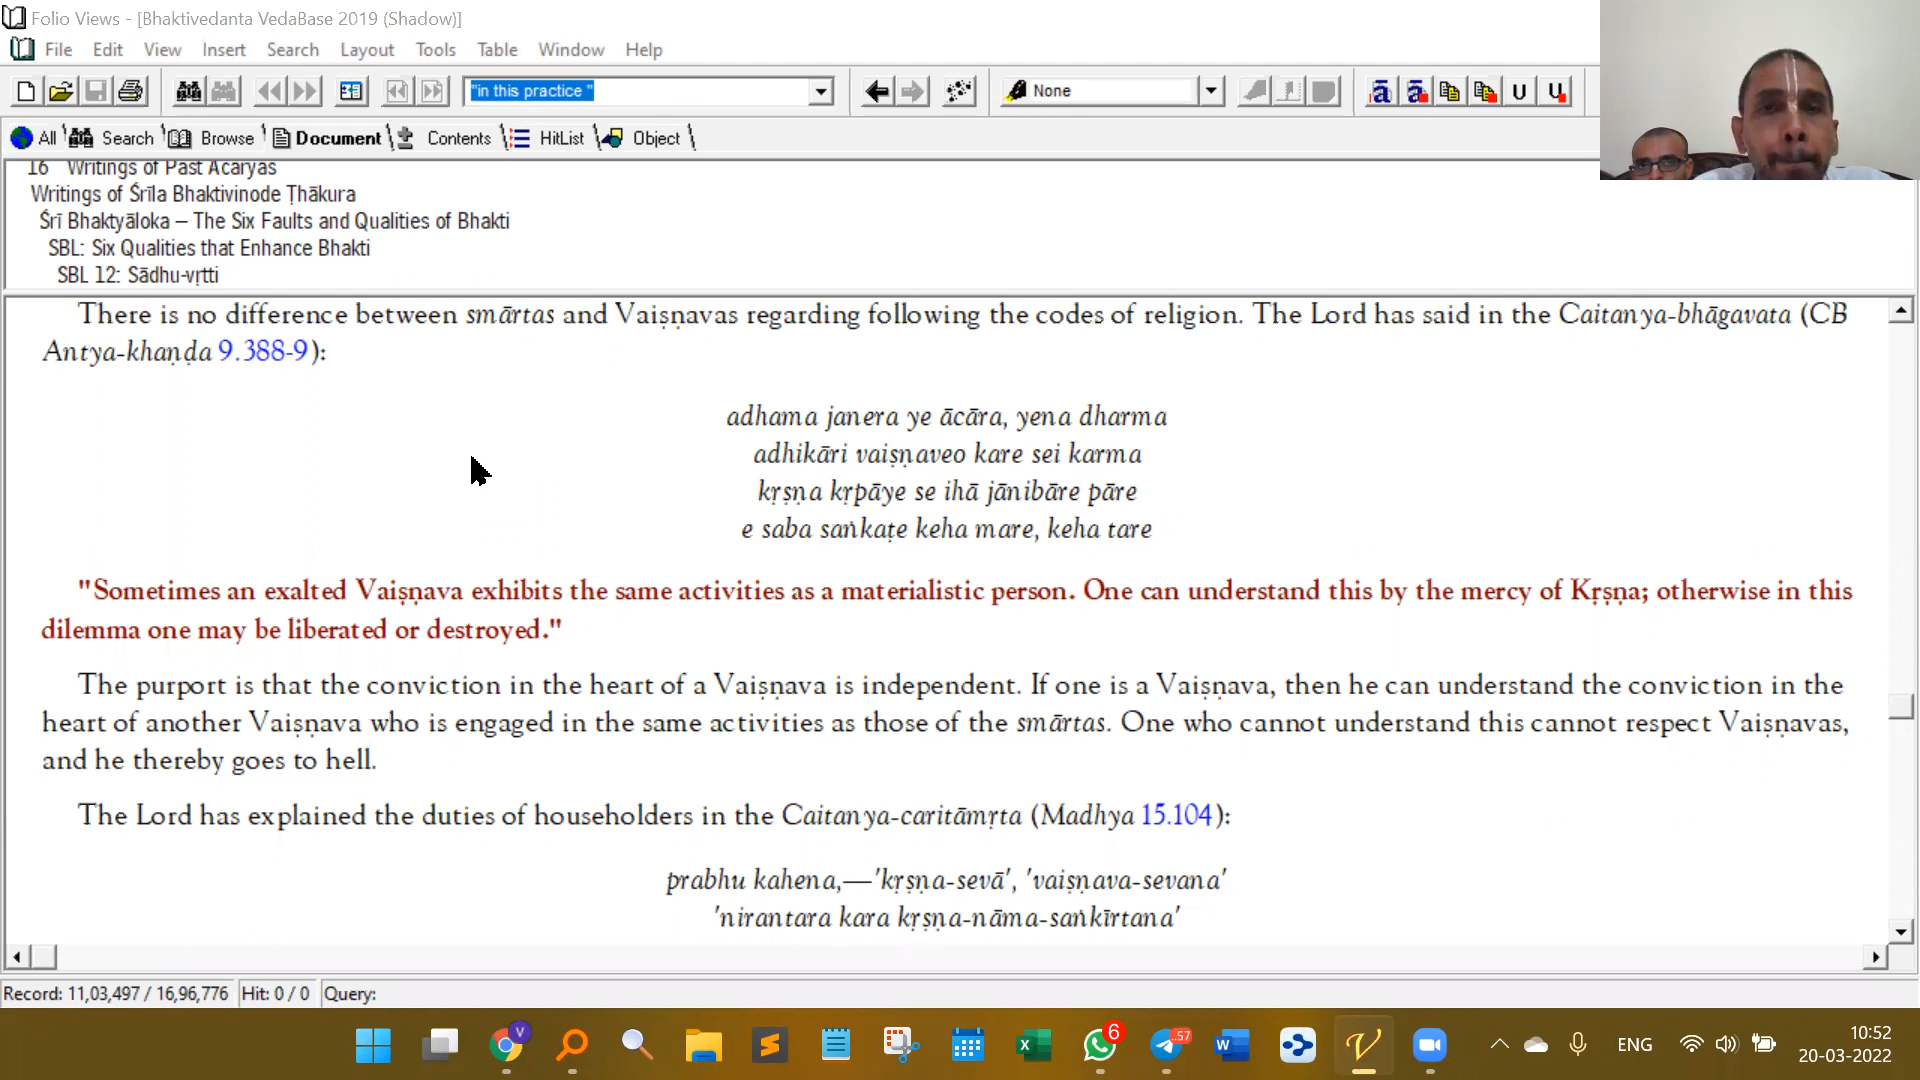 Folio Views - [Bhaktivedanta VedaBase 2019 (Shadow)]
File Edit View Insert Search Layout Tools Table Window Help
"in this practice "
None
All Search Browse Document Contents HitList Object
16 Writings of Past Acaryas
Writings of Śrīla Bhaktivinode Ṭhākura
Śrī Bhaktyāloka – The Six Faults and Qualities of Bhakti
SBL: Six Qualities that Enhance Bhakti
SBL 12: Sādhu-vṛtti
There is no difference between smārtas and Vaiṣṇavas regarding following the codes of religion. The Lord has said in the Caitanya-bhāgavata (CB
Antya-khaṇḍa 9.388-9):
adhama janera ye ācāra, yena dharma
adhikāri vaiṣṇaveo kare sei karma
kṛṣṇa kṛpāye se ihā jānibāre pāre
e saba saṅkaṭe keha mare, keha tare
"Sometimes an exalted Vaiṣṇava exhibits the same activities as a materialistic person. One can understand this by the mercy of Kṛṣṇa; otherwise in this
dilemma one may be liberated or destroyed."
The purport is that the conviction in the heart of a Vaiṣṇava is independent. If one is a Vaiṣṇava, then he can understand the conviction in the
heart of another Vaiṣṇava who is engaged in the same activities as those of the smārtas. One who cannot understand this cannot respect Vaiṣṇavas,
and he thereby goes to hell.
The Lord has explained the duties of householders in the Caitanya-caritāmṛta (Madhya 15.104):
prabhu kahena,—'kṛṣṇa-sevā', 'vaiṣṇava-sevana'
'nirantara kara kṛṣṇa-nāma-saṅkīrtana'
Record: 11,03,497 / 16,96,776 Hit: 0 / 0 Query:
V
6
57
ENG
10:52
20-03-2022